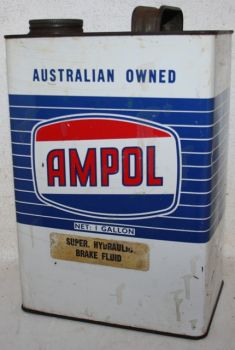 AUSTRALIAN OWNED
AMPOL
NET: 1 GALLON
SUPER. HYDRAULIC
BRAKE FLUID